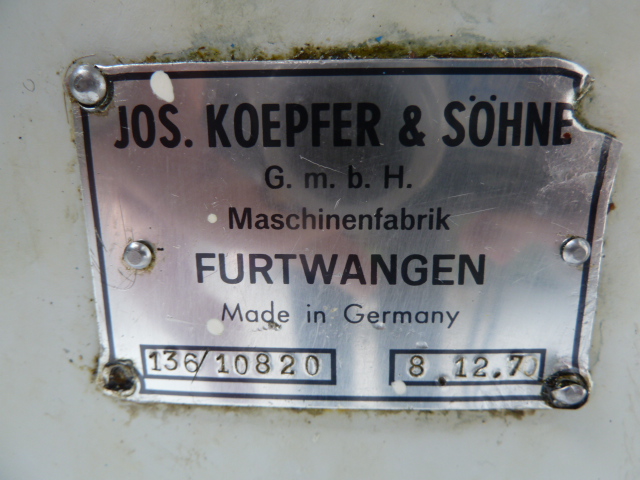 JOS. KOEPFER & SÖHNE
G. m. b. H.
Maschinenfabrik
FURTWANGEN
Made in Germany
136/10820 8 12.70